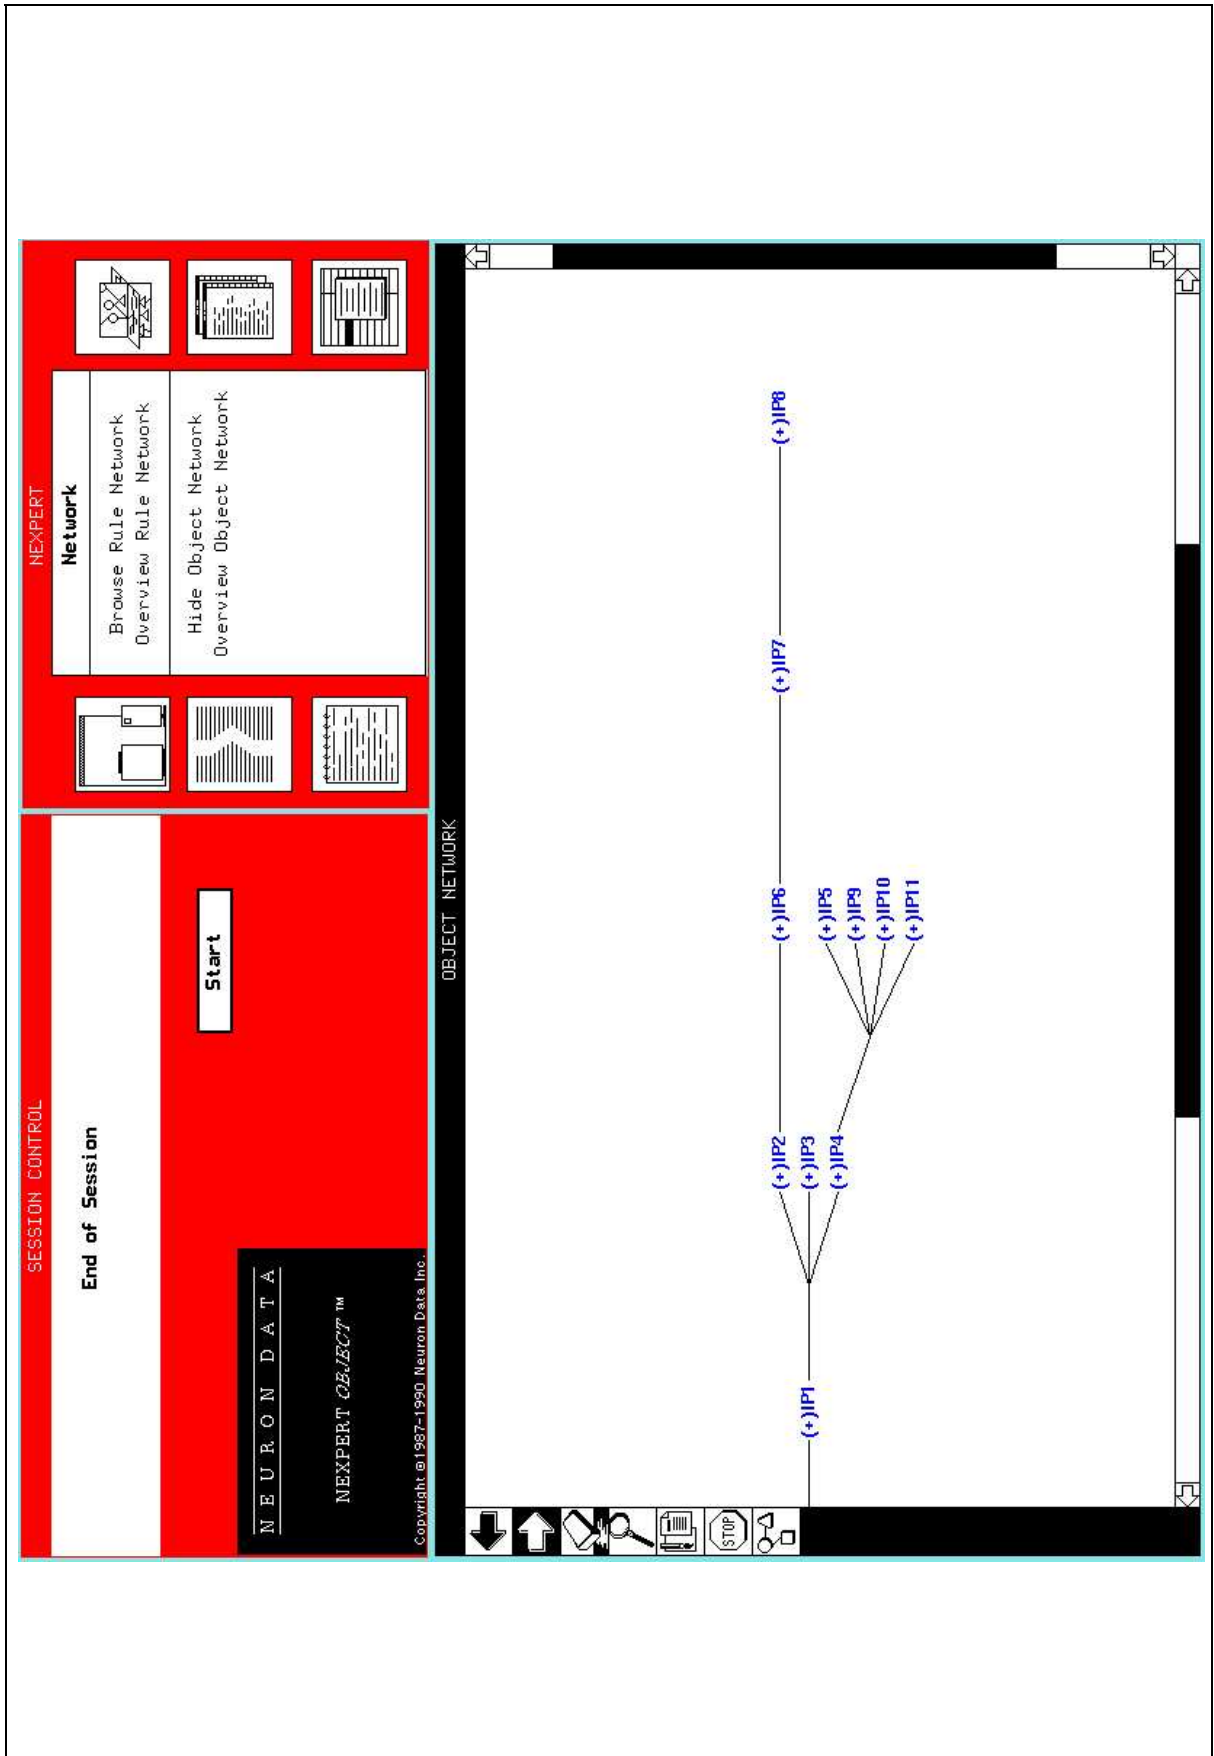 SESSION CONTROL
End of Session
Start
N E U R O N D A T A
NEXPERT OBJECT™
Copyright ©1987-1990 Neuron Data Inc.
NEXPERT
Network
Browse Rule Network
Overview Rule Network
Hide Object Network
Overview Object Network
OBJECT NETWORK
STOP
(+)IP1
(+)IP2
(+)IP3
(+)IP4
(+)IP6
(+)IP5
(+)IP9
(+)IP10
(+)IP11
(+)IP7
(+)IP8